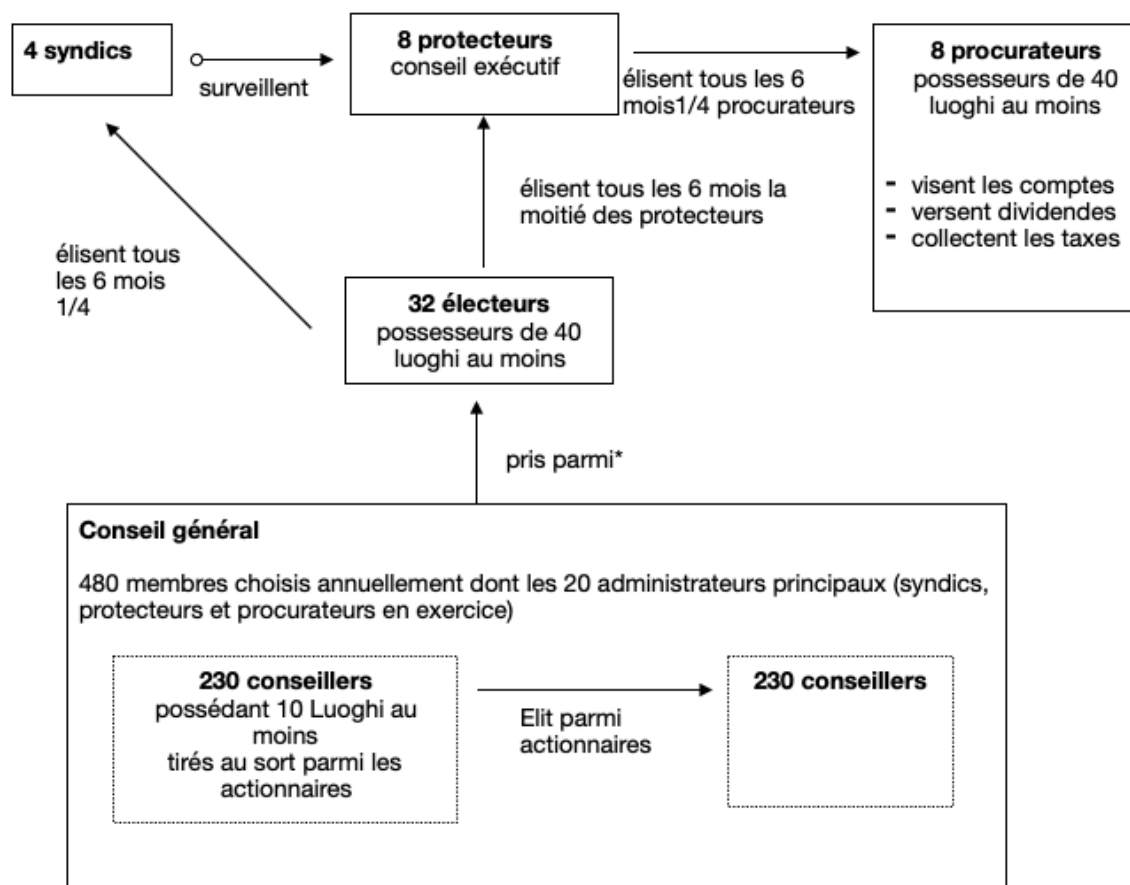 4 syndics
surveillent
8 protecteurs
conseil exécutif
élisent tous les 6
mois1/4 procurateurs
8 procurateurs
possesseurs de 40
luoghi au moins
- visent les comptes
- versent dividendes
- collectent les taxes
élisent tous les 6 mois la
moitié des protecteurs
élisent tous
les 6 mois
1/4
32 électeurs
possesseurs de 40
luoghi au moins
pris parmi*
Conseil général
480 membres choisis annuellement dont les 20 administrateurs principaux (syndics,
protecteurs et procurateurs en exercice)
230 conseillers
possédant 10 Luoghi au
moins
tirés au sort parmi les
actionnaires
Elit parmi
actionnaires
230 conseillers